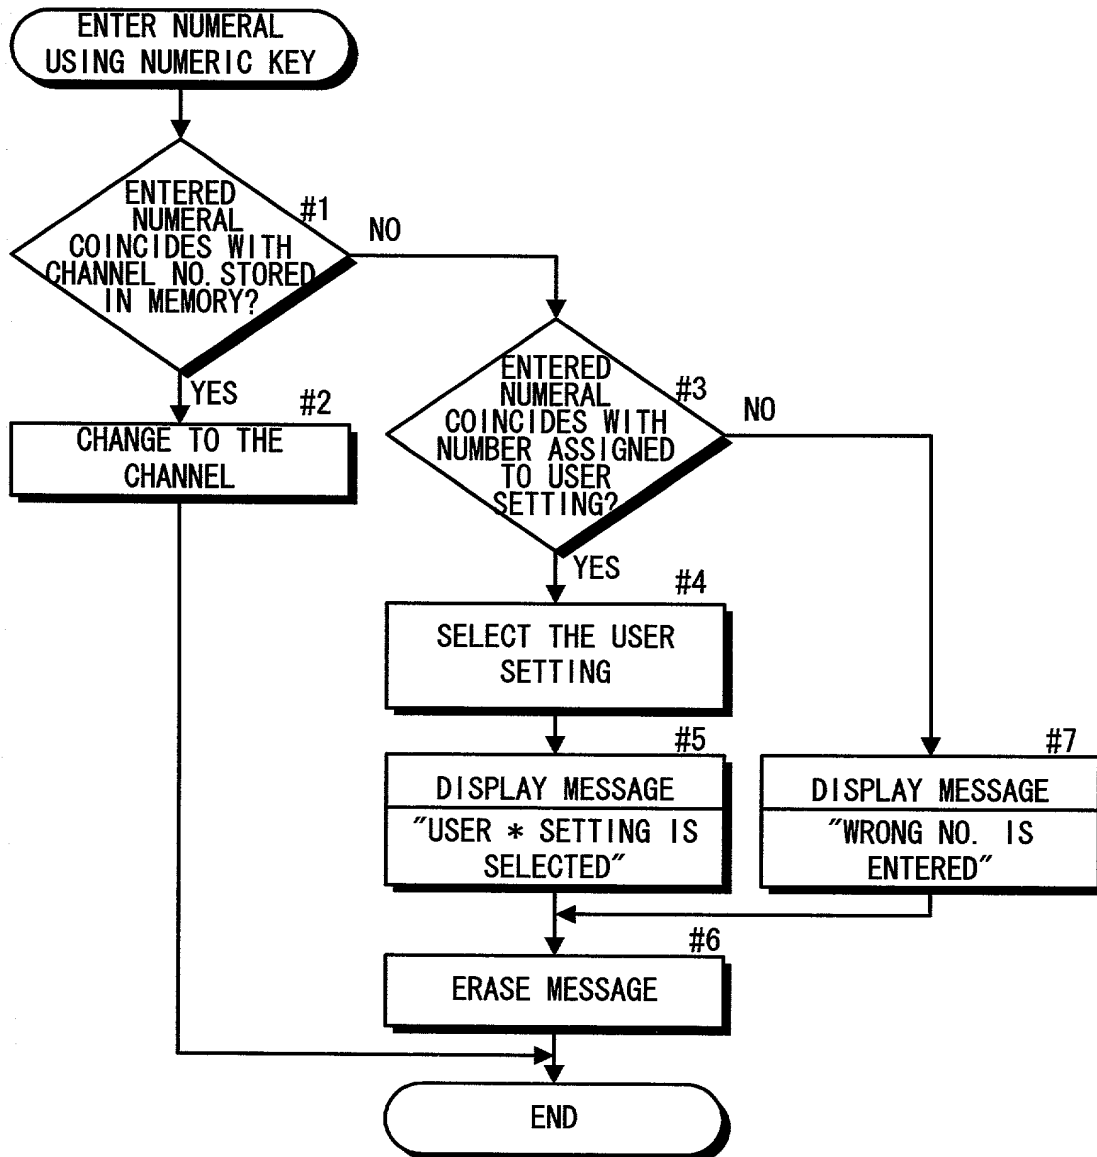 ENTER NUMERAL
USING NUMERIC KEY
ENTERED
NUMERAL
COINCIDES WITH
CHANNEL NO. STORED
IN MEMORY?
#1
NO
YES
#2
CHANGE TO THE
CHANNEL
ENTERED
NUMERAL
COINCIDES WITH
NUMBER ASSIGNED
TO USER
SETTING?
#3
NO
YES
#4
SELECT THE USER
SETTING
#5
DISPLAY MESSAGE
"USER * SETTING IS
SELECTED"
#7
DISPLAY MESSAGE
"WRONG NO. IS
ENTERED"
#6
ERASE MESSAGE
END